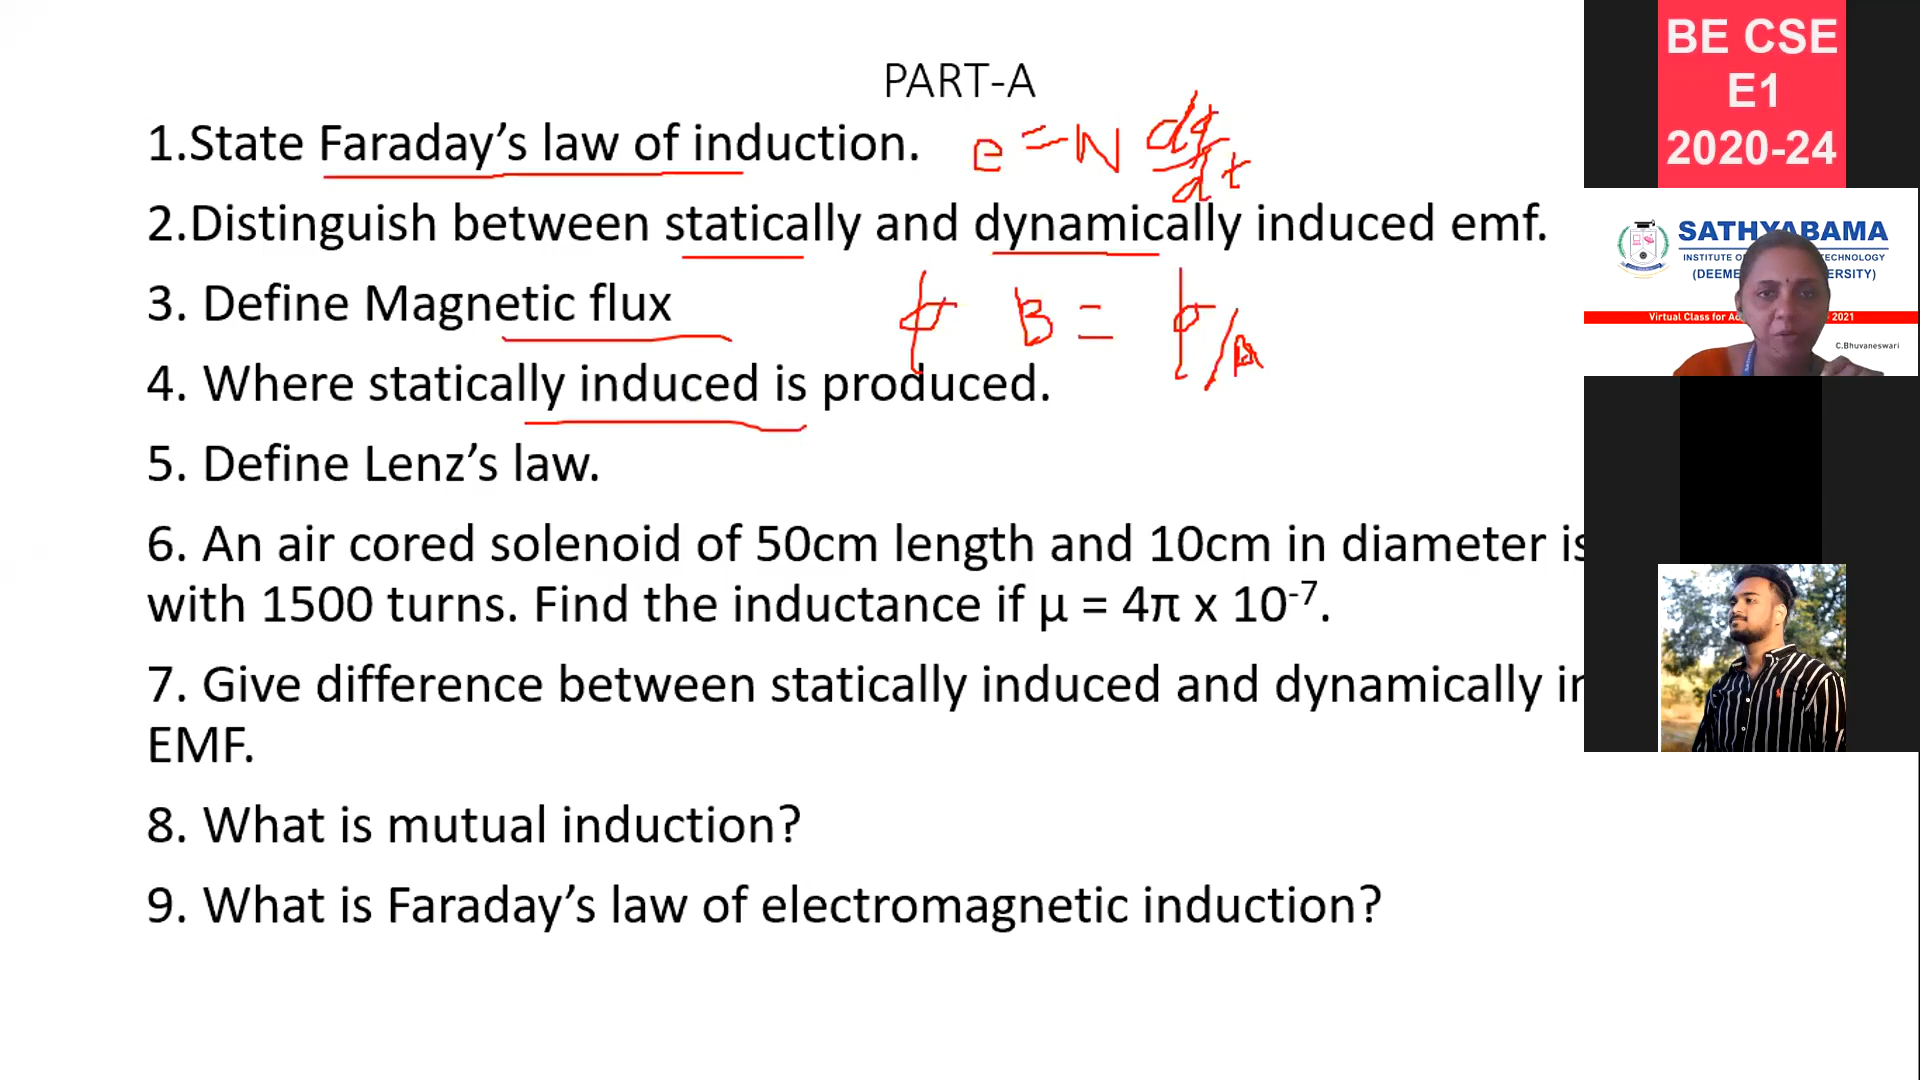 PART-A
1.State Faraday’s law of induction. e = N dφ/dt
2.Distinguish between statically and dynamically induced emf.
3. Define Magnetic flux φ B = φ/A
4. Where statically induced is produced.
5. Define Lenz’s law.
6. An air cored solenoid of 50cm length and 10cm in diameter is
with 1500 turns. Find the inductance if μ = 4π x 10⁻⁷.
7. Give difference between statically induced and dynamically in
EMF.
8. What is mutual induction?
9. What is Faraday’s law of electromagnetic induction?
BE CSE
E1
2020-24
SATHYABAMA
INSTITUTE O TECHNOLOGY
(DEEME ERSITY)
Virtual Class for Ac 2021
C.Bhuvaneswari